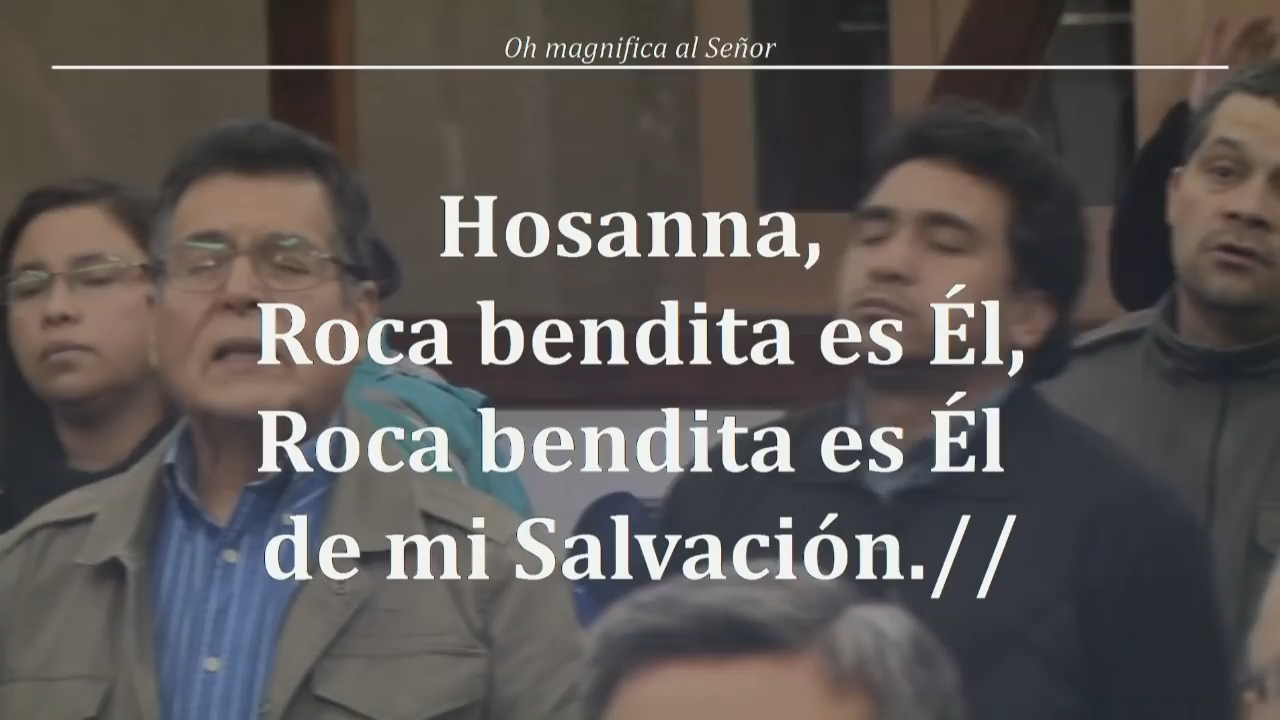 Oh magnifica al Señor
Hosanna,
Roca bendita es Él,
Roca bendita es Él
de mi Salvación.//